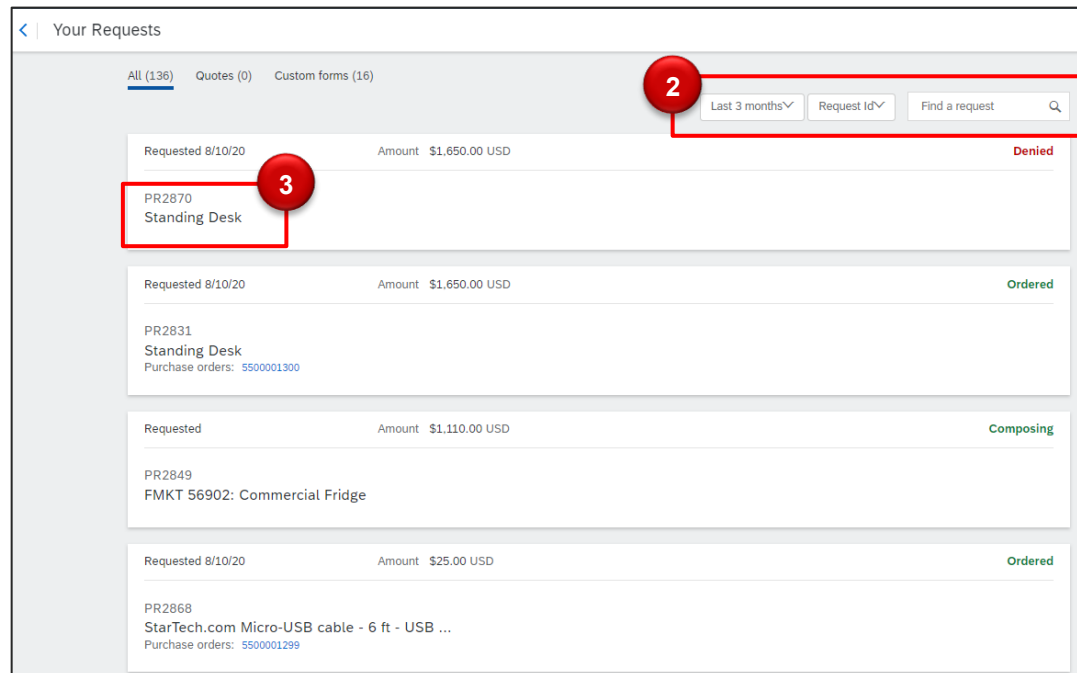 Your Requests
All (136) Quotes (0) Custom forms (16)
2
Last 3 months Request Id Find a request
Requested 8/10/20 Amount $1,650.00 USD Denied
3
PR2870
Standing Desk
Requested 8/10/20 Amount $1,650.00 USD Ordered
PR2831
Standing Desk
Purchase orders: 5500001300
Requested Amount $1,110.00 USD Composing
PR2849
FMKT 56902: Commercial Fridge
Requested 8/10/20 Amount $25.00 USD Ordered
PR2868
StarTech.com Micro-USB cable - 6 ft - USB ...
Purchase orders: 5500001299